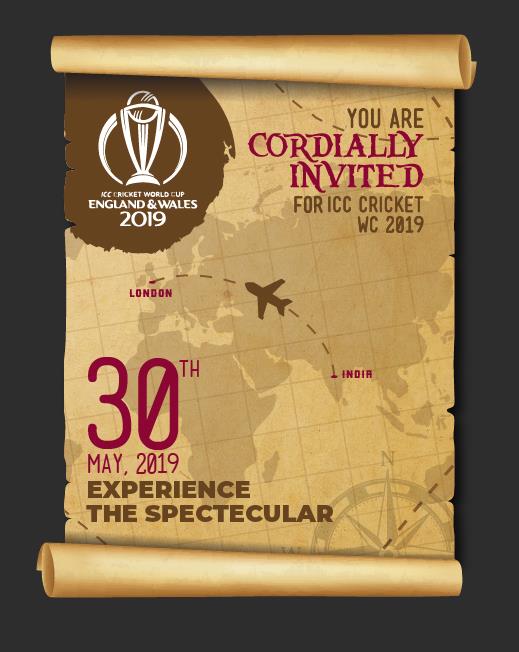 YOU ARE
CORDIALLY
INVITED
FOR ICC CRICKET
WC 2019
ICC CRICKET WORLD CUP
ENGLAND & WALES
2019
LONDON
INDIA
30TH
MAY, 2019
EXPERIENCE
THE SPECTECULAR
N
W